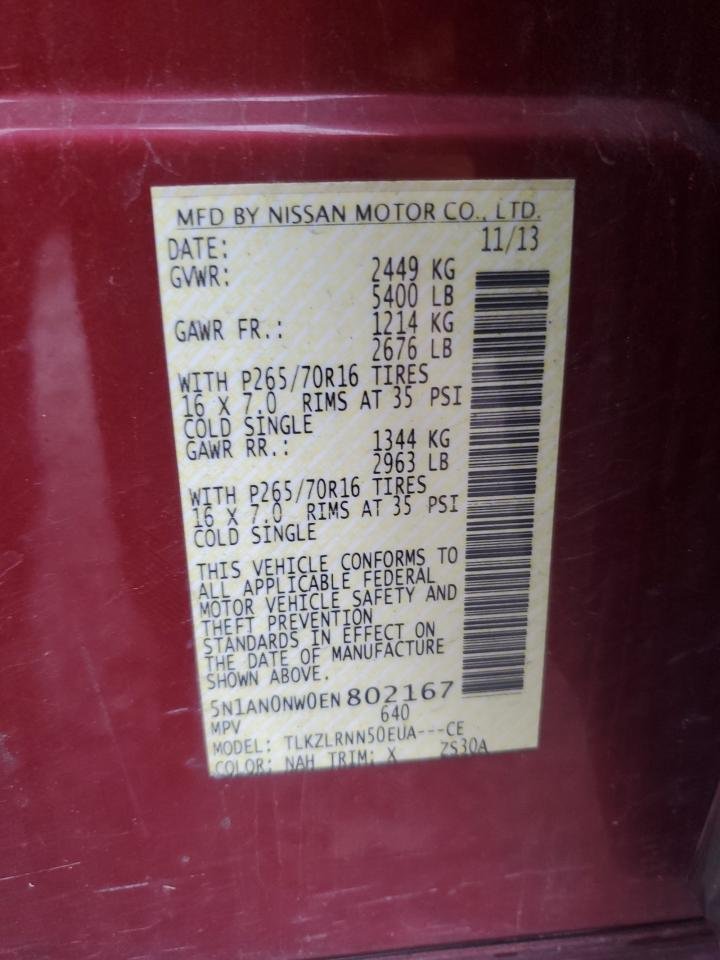 MFD BY NISSAN MOTOR CO., LTD.
DATE: 11/13
GVWR: 2449 KG
5400 LB
GAWR FR.: 1214 KG
2676 LB
WITH P265/70R16 TIRES
16 X 7.0 RIMS AT 35 PSI
COLD SINGLE
GAWR RR.: 1344 KG
2963 LB
WITH P265/70R16 TIRES
16 X 7.0 RIMS AT 35 PSI
COLD SINGLE
THIS VEHICLE CONFORMS TO
ALL APPLICABLE FEDERAL
MOTOR VEHICLE SAFETY AND
THEFT PREVENTION
STANDARDS IN EFFECT ON
THE DATE OF MANUFACTURE
SHOWN ABOVE.
5N1AN0NW0EN802167
MPV 640
MODEL: TLKZLRNN50EUA---CE
COLOR: NAH TRIM: X ZS30A